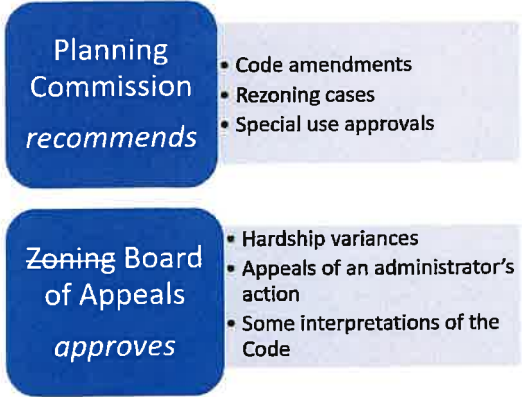 Planning
Commission
recommends
• Code amendments
• Rezoning cases
• Special use approvals
Zoning Board
of Appeals
approves
• Hardship variances
• Appeals of an administrator's
action
• Some interpretations of the
Code